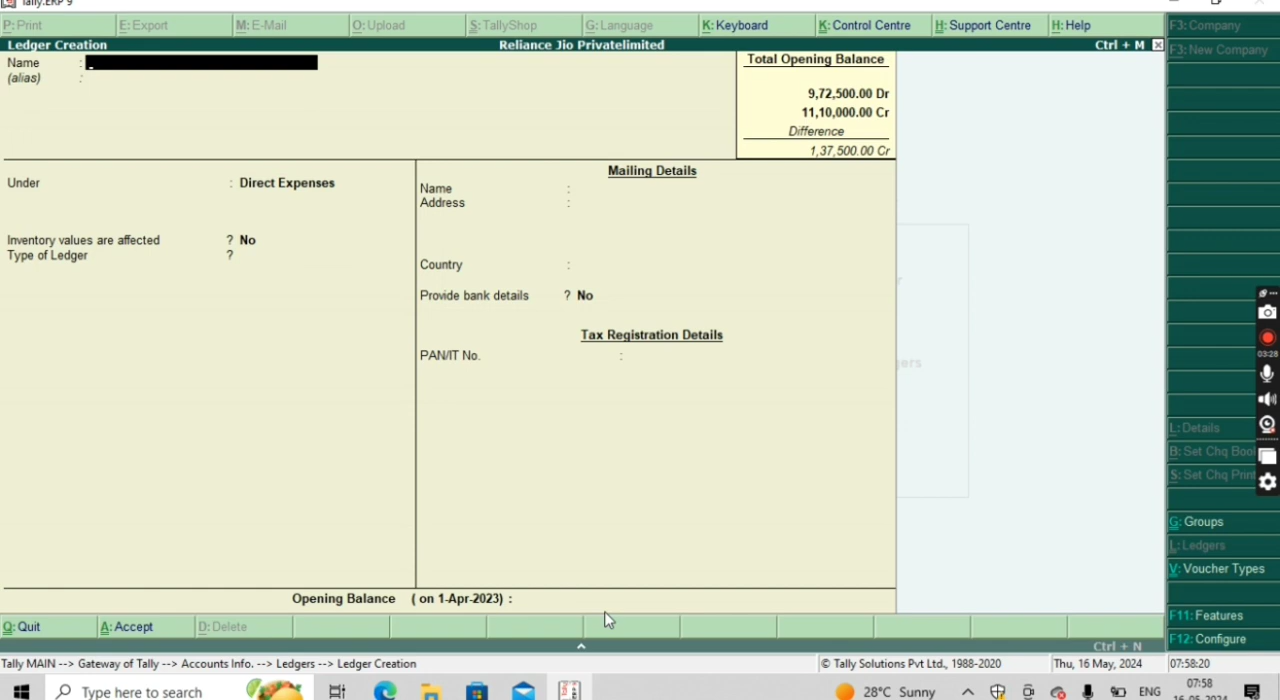 Tally.ERP 9
P: Print E: Export M: E-Mail O: Upload S: TallyShop G: Language K: Keyboard K: Control Centre H: Support Centre H: Help F3: Company
Ledger Creation Reliance Jio Privatelimited Ctrl + M F3: New Company
Name :
(alias) :
Total Opening Balance
9,72,500.00 Dr
11,10,000.00 Cr
Difference
1,37,500.00 Cr
Under : Direct Expenses
Inventory values are affected ? No
Type of Ledger ?
Mailing Details
Name :
Address :
Country :
Provide bank details ? No
Tax Registration Details
PAN/IT No. :
Opening Balance ( on 1-Apr-2023) :
03:28
L: Details
B: Set Chq
S: Set Chq
G: Groups
L: Ledgers
V: Voucher Types
F11: Features
F12: Configure
Q: Quit A: Accept D: Delete
Ctrl + N
Tally MAIN --> Gateway of Tally --> Accounts Info. --> Ledgers --> Ledger Creation © Tally Solutions Pvt Ltd., 1988-2020 Thu, 16 May, 2024 07:58:20
Type here to search 28°C Sunny ENG 07:58
16-05-2024